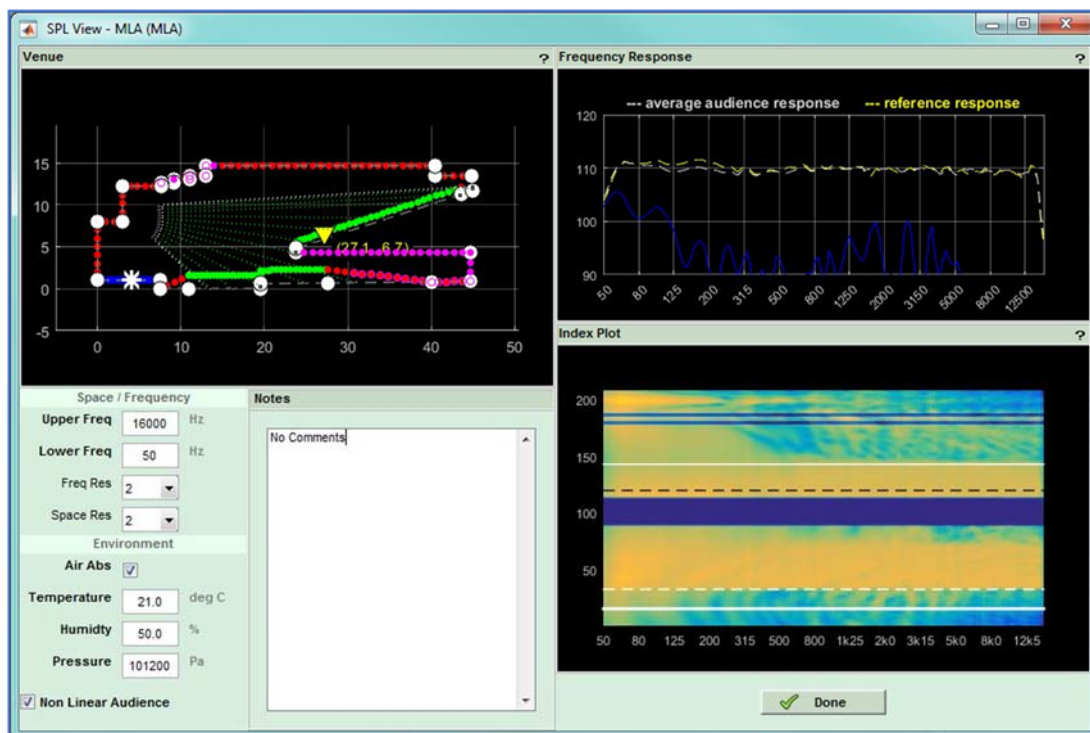 SPL View - MLA (MLA)
Venue ?
15
10
5
0
-5
0 10 20 30 40 50
(27.1, 6.7)
Space / Frequency
Upper Freq 16000 Hz
Lower Freq 50 Hz
Freq Res 2
Space Res 2
Environment
Air Abs
Temperature 21.0 deg C
Humidty 50.0 %
Pressure 101200 Pa
Non Linear Audience
Notes
No Comments
Frequency Response ?
--- average audience response --- reference response
120
110
100
90
50 80 125 200 315 500 800 1250 2000 3150 5000 8000 12500
Index Plot ?
200
150
100
50
50 80 125 200 315 500 800 1k25 2k0 3k15 5k0 8k0 12k5
Done